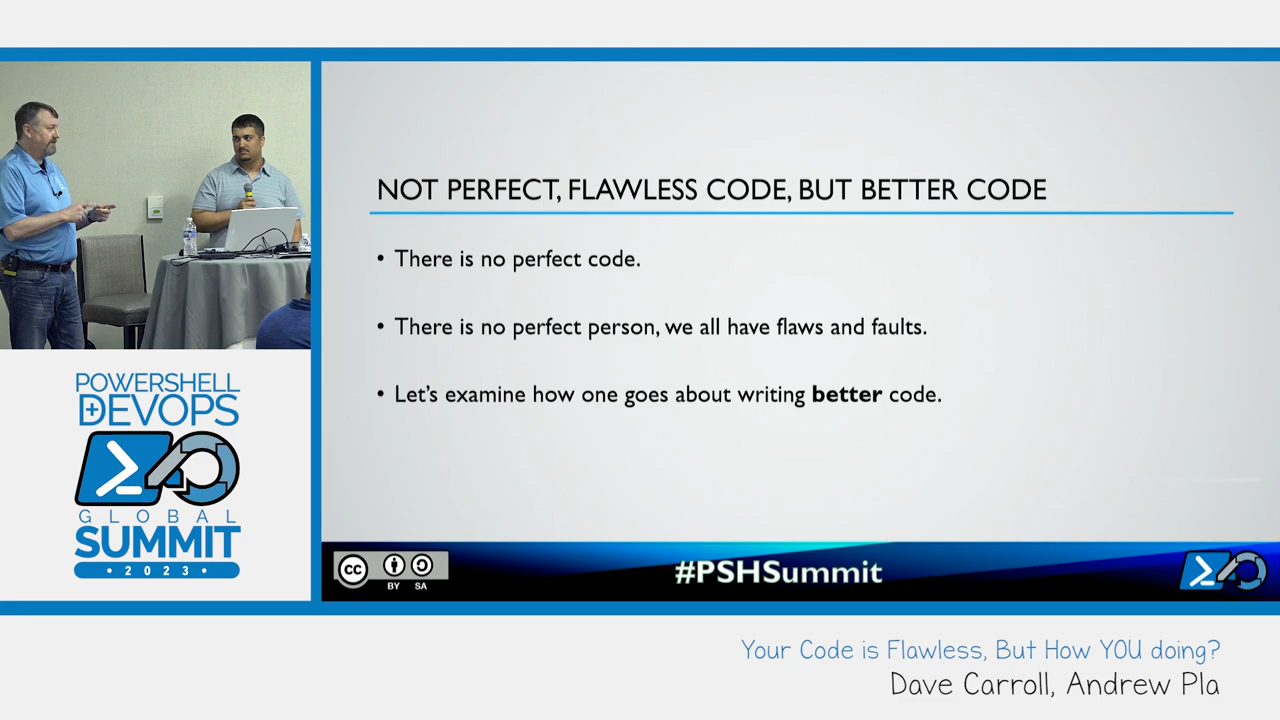 NOT PERFECT, FLAWLESS CODE, BUT BETTER CODE
• There is no perfect code.
• There is no perfect person, we all have flaws and faults.
• Let's examine how one goes about writing better code.
POWERSHELL
+DEVOPS
GLOBAL
SUMMIT
• 2023 •
cc
BY SA
#PSHSummit
Your Code is Flawless, But How YOU doing?
Dave Carroll, Andrew Pla